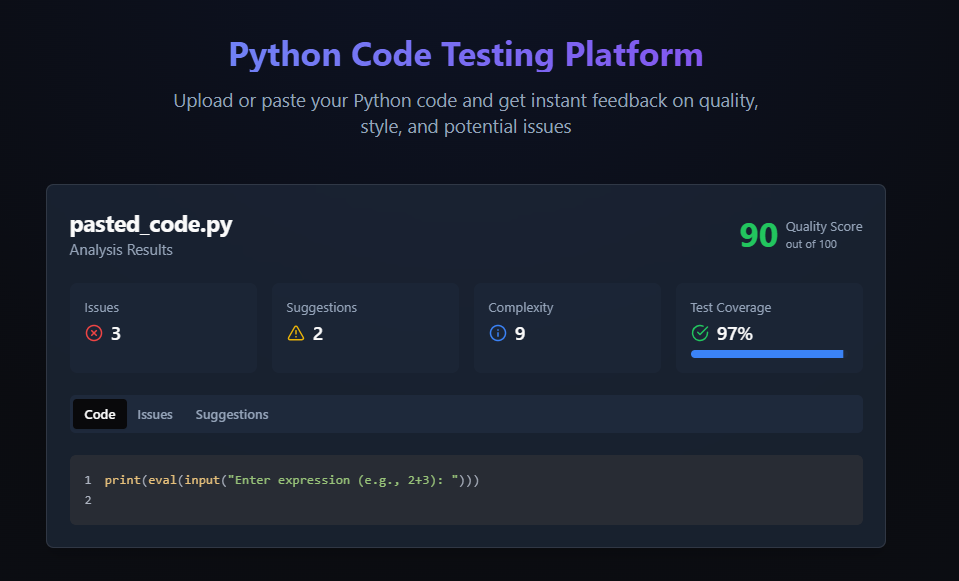 Python Code Testing Platform
Upload or paste your Python code and get instant feedback on quality,
style, and potential issues
pasted_code.py
Analysis Results
90 Quality Score
out of 100
Issues
3
Suggestions
2
Complexity
9
Test Coverage
97%
Code Issues Suggestions
1 print(eval(input("Enter expression (e.g., 2+3): ")))
2